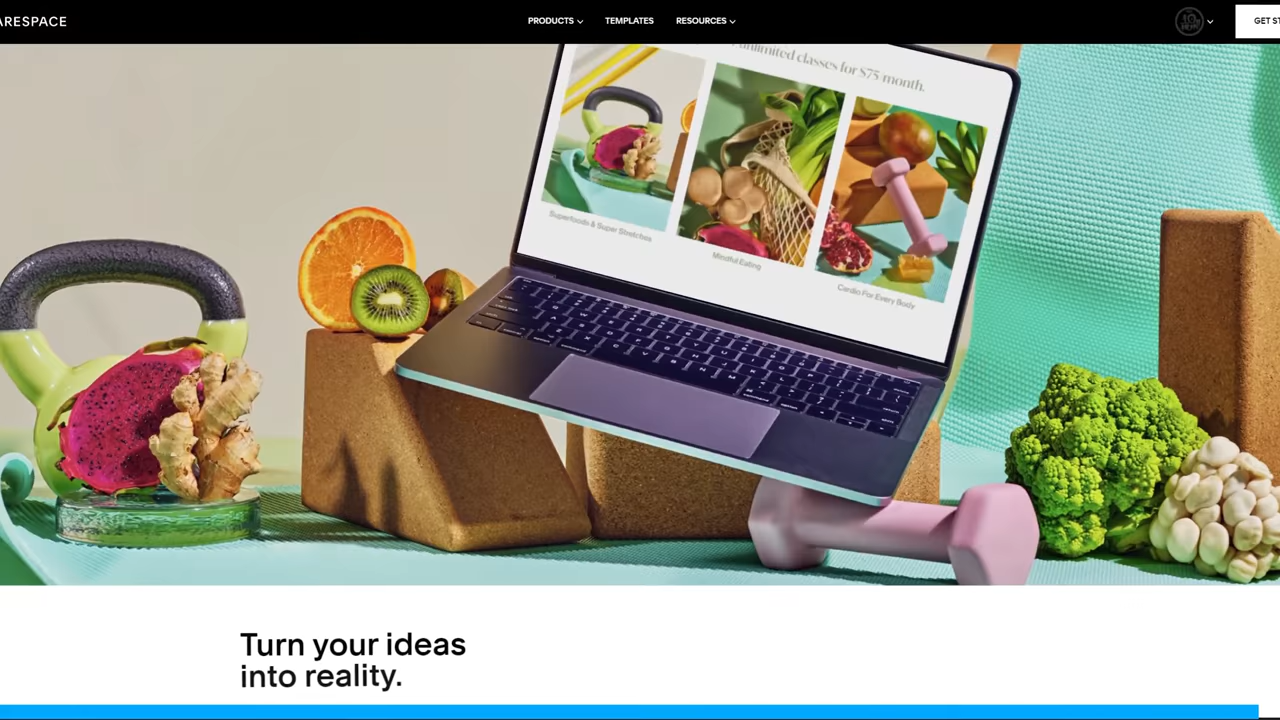 ARESPACE
PRODUCTS
TEMPLATES
RESOURCES
GET ST
unlimited classes for $75 month.
Superfoods & Super Stretches
Mindful Eating
Cardio For Every Body
Turn your ideas
into reality.